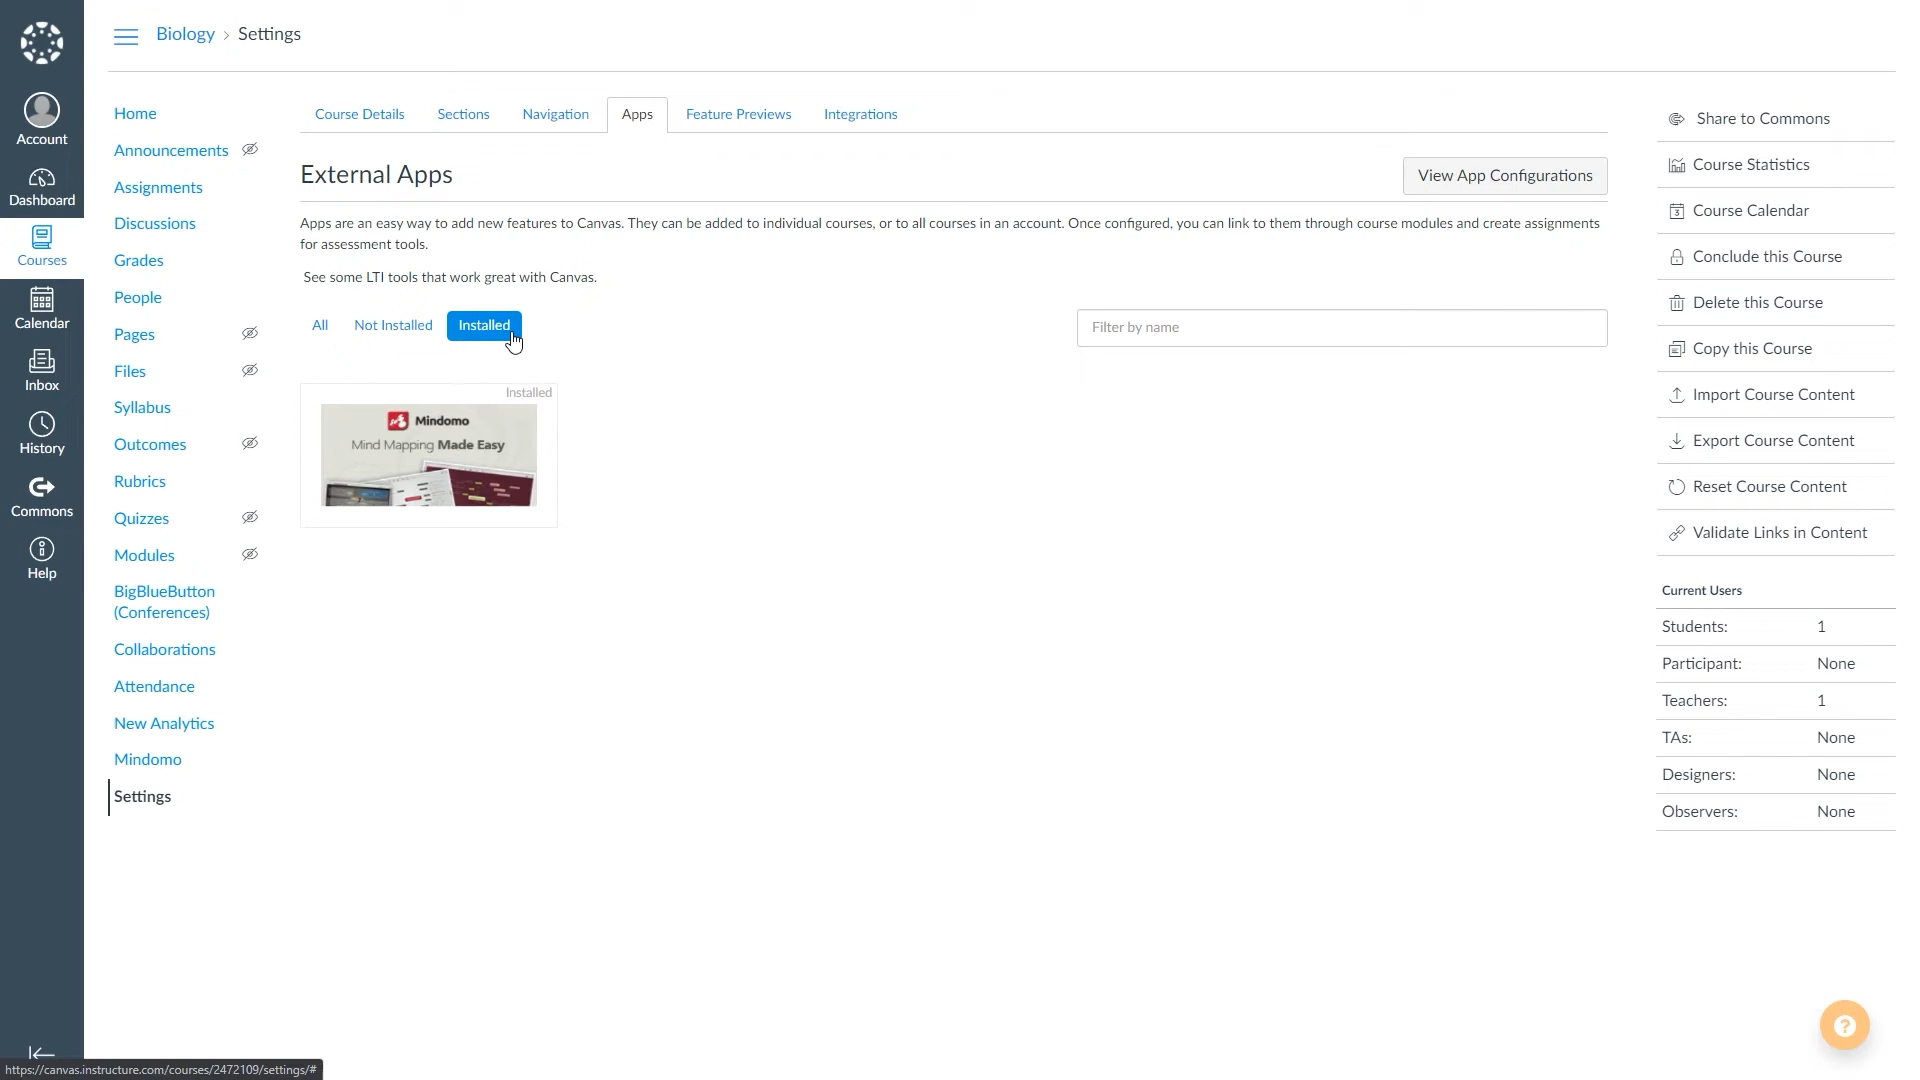 Biology › Settings
Account
Dashboard
Courses
Calendar
Inbox
History
Commons
Help
Home
Announcements
Assignments
Discussions
Grades
People
Pages
Files
Syllabus
Outcomes
Rubrics
Quizzes
Modules
BigBlueButton
(Conferences)
Collaborations
Attendance
New Analytics
Mindomo
Settings
Course Details Sections Navigation Apps Feature Previews Integrations
External Apps
View App Configurations
Apps are an easy way to add new features to Canvas. They can be added to individual courses, or to all courses in an account. Once configured, you can link to them through course modules and create assignments
for assessment tools.
See some LTI tools that work great with Canvas.
All Not Installed Installed
Filter by name
Installed
Mindomo
Mind Mapping Made Easy
Share to Commons
Course Statistics
Course Calendar
Conclude this Course
Delete this Course
Copy this Course
Import Course Content
Export Course Content
Reset Course Content
Validate Links in Content
Current Users
Students: 1
Participant: None
Teachers: 1
TAs: None
Designers: None
Observers: None
?
https://canvas.instructure.com/courses/2472109/settings/#